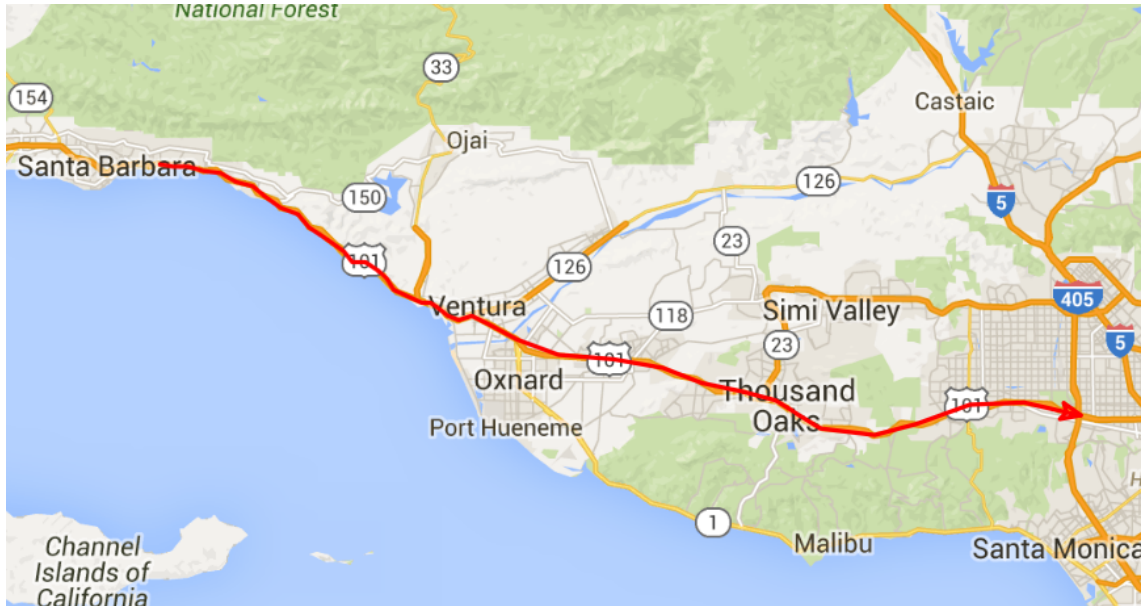 National Forest
33
154
Castaic
Ojai
Santa Barbara
126
150
5
23
101
126
405
Ventura
118
Simi Valley
5
23
101
Oxnard
Thousand
Oaks
101
Port Hueneme
H
1
Malibu
Santa Monica
Channel
Islands of
California